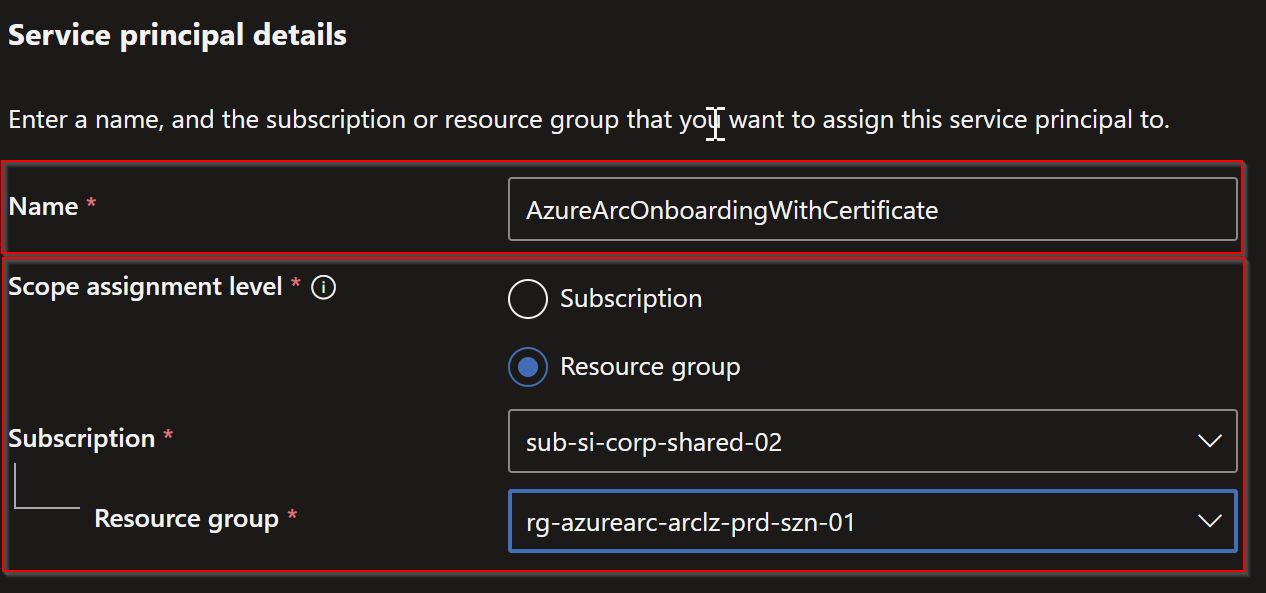 Service principal details
Enter a name, and the subscription or resource group that you want to assign this service principal to.
Name *
AzureArcOnboardingWithCertificate
Scope assignment level *
Subscription
Resource group
Subscription *
sub-si-corp-shared-02
Resource group *
rg-azurearc-arclz-prd-szn-01